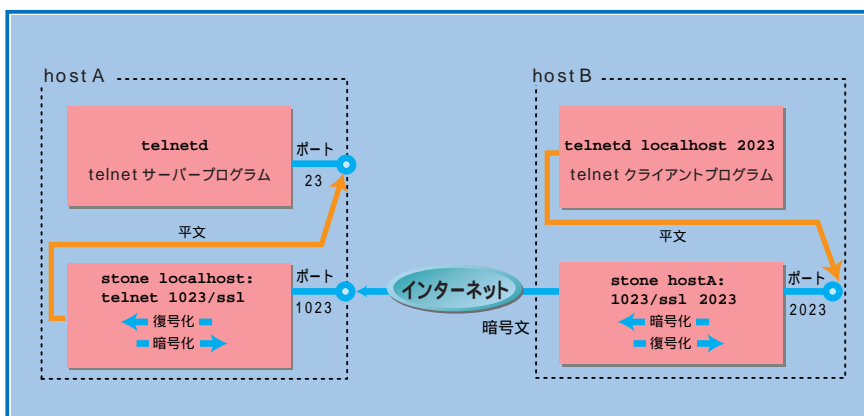 host A
telnetd
telnet サーバープログラム
ポート
23
平文
stone localhost:
telnet 1023/ssl
復号化
暗号化
ポート
1023
インターネット
暗号文
host B
telnetd localhost 2023
telnet クライアントプログラム
平文
stone hostA:
1023/ssl 2023
暗号化
復号化
ポート
2023